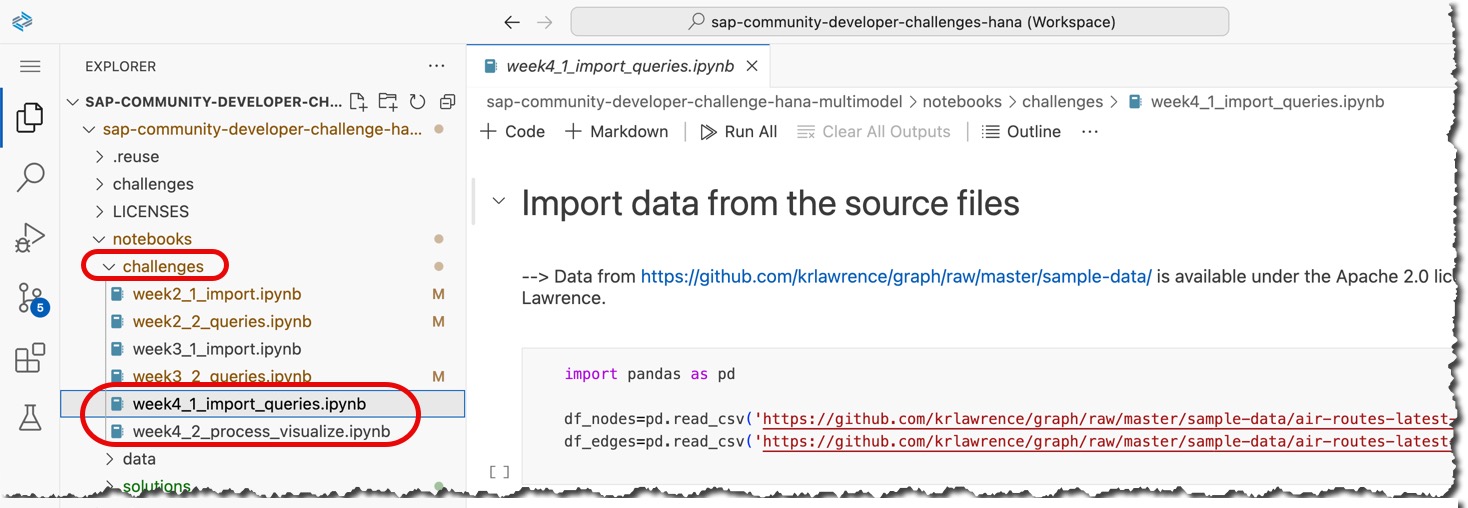 sap-community-developer-challenges-hana (Workspace)
EXPLORER
SAP-COMMUNITY-DEVELOPER-CH...
sap-community-developer-challenge-ha...
.reuse
challenges
LICENSES
notebooks
challenges
week2_1_import.ipynb M
week2_2_queries.ipynb M
week3_1_import.ipynb
week3_2_queries.ipynb M
week4_1_import_queries.ipynb
week4_2_process_visualize.ipynb
data
solutions
5
week4_1_import_queries.ipynb
sap-community-developer-challenge-hana-multimodel > notebooks > challenges > week4_1_import_queries.ipynb
+ Code + Markdown | Run All Clear All Outputs | Outline ...
Import data from the source files
--> Data from https://github.com/krlawrence/graph/raw/master/sample-data/ is available under the Apache 2.0 lic
Lawrence.
import pandas as pd
df_nodes=pd.read_csv('https://github.com/krlawrence/graph/raw/master/sample-data/air-routes-latest-
df_edges=pd.read_csv('https://github.com/krlawrence/graph/raw/master/sample-data/air-routes-latest-
[ ]